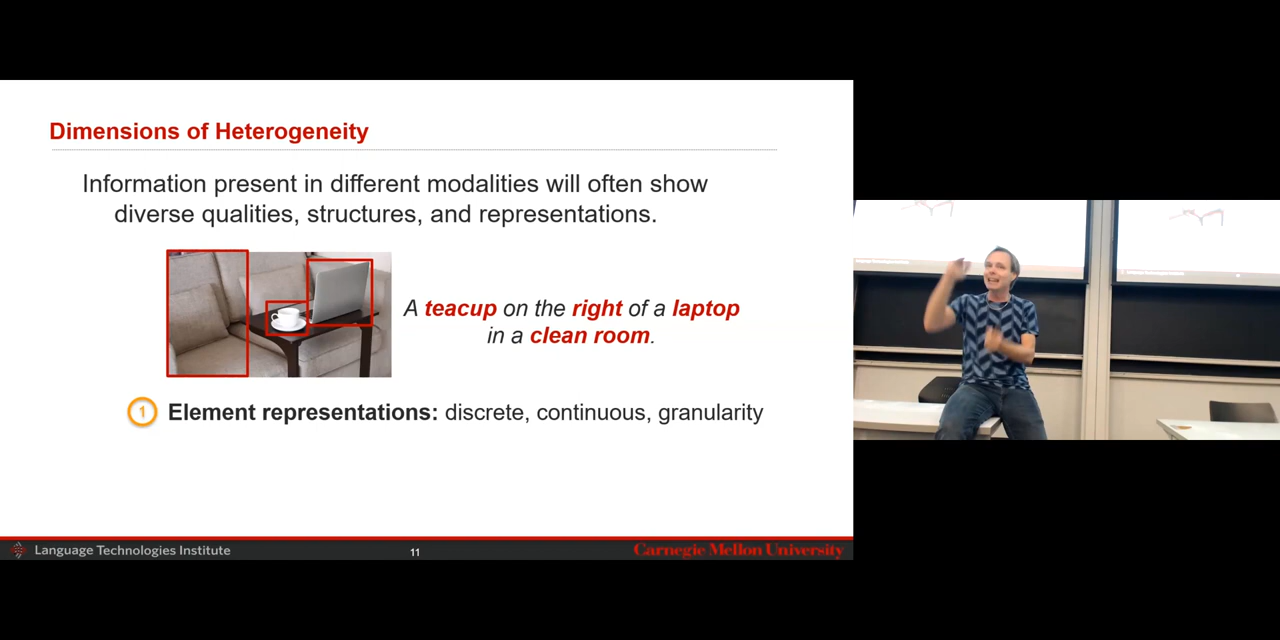 Dimensions of Heterogeneity
Information present in different modalities will often show
diverse qualities, structures, and representations.
A teacup on the right of a laptop
in a clean room.
1 Element representations: discrete, continuous, granularity
Language Technologies Institute
11
Carnegie Mellon University